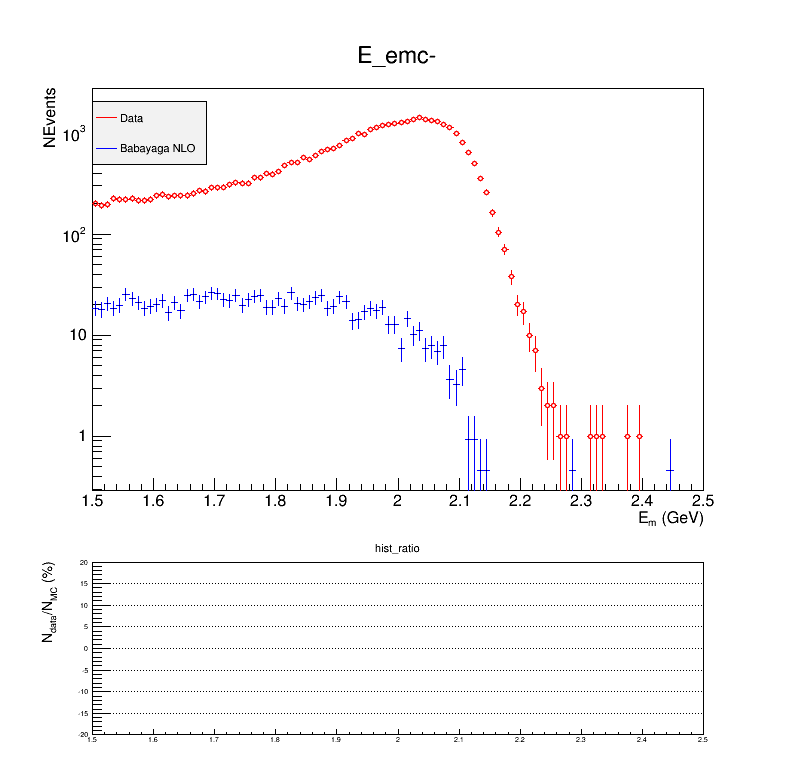 E_emc-
NEvents
Data
Babayaga NLO
10³
10²
10
1
1.5 1.6 1.7 1.8 1.9 2 2.1 2.2 2.3 2.4 2.5
E_m (GeV)
hist_ratio
N_data/N_MC (%)
20
15
10
5
0
-5
-10
-15
-20
1.5 1.6 1.7 1.8 1.9 2 2.1 2.2 2.3 2.4 2.5